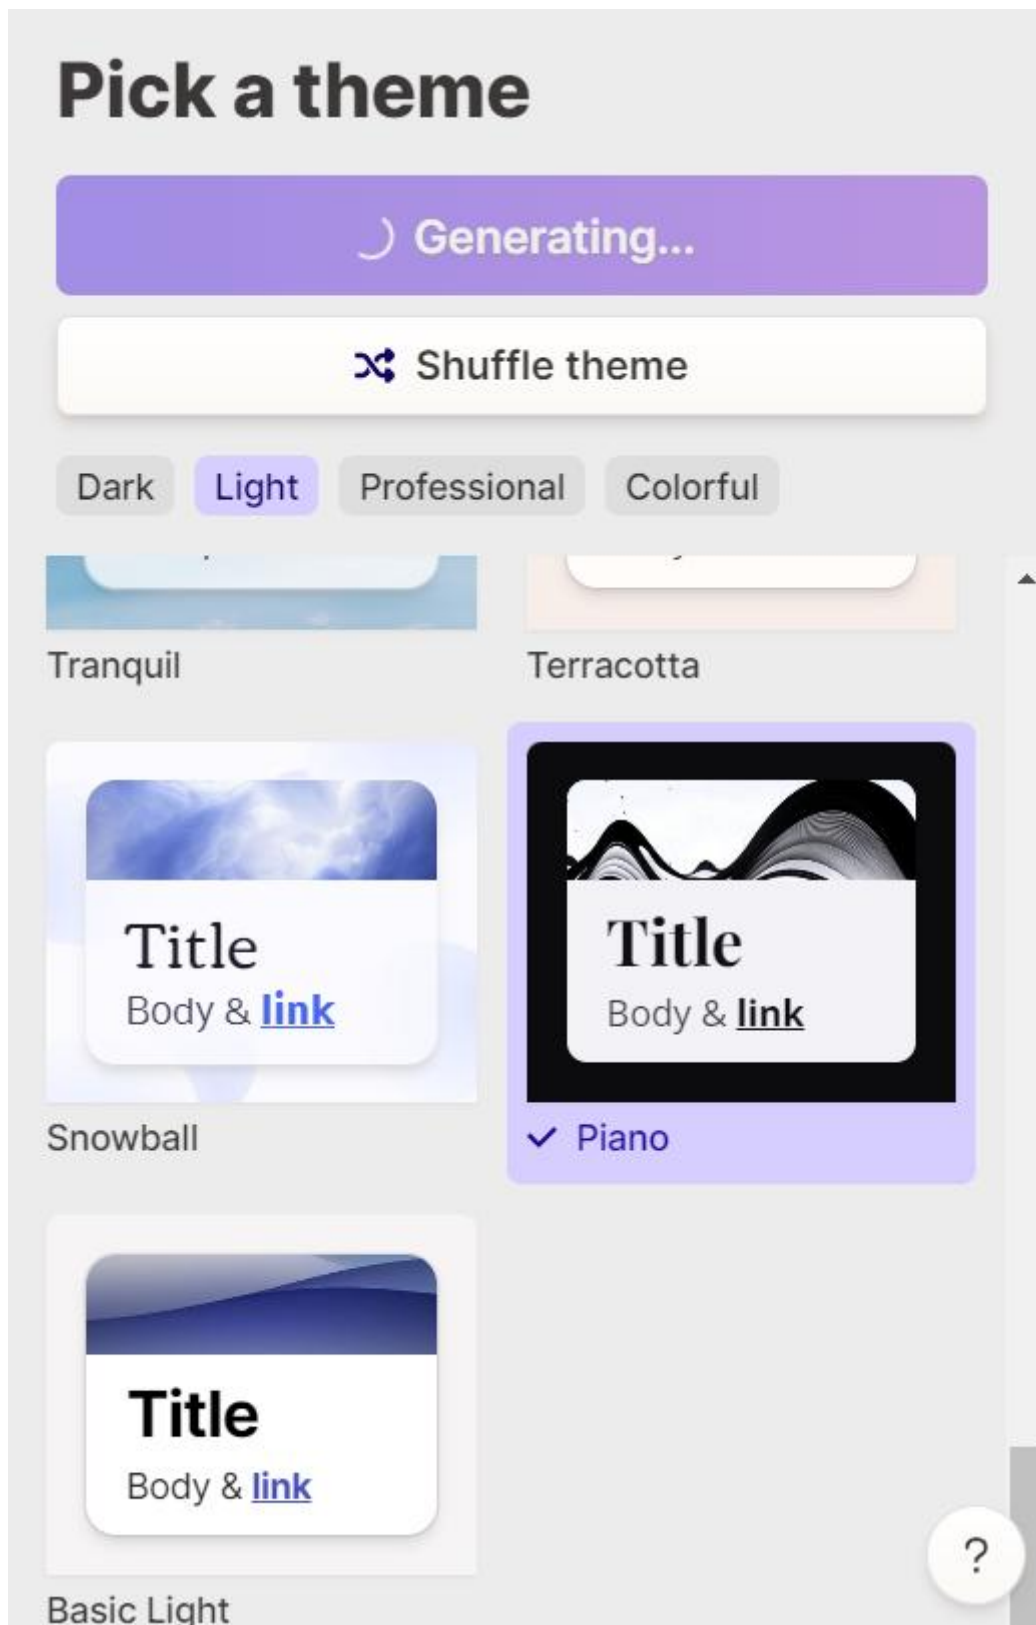 Pick a theme
Generating...
Shuffle theme
Dark Light Professional Colorful
Tranquil Terracotta
Title
Body & link
Title
Body & link
Snowball
Piano
Title
Body & link
Basic Light
?